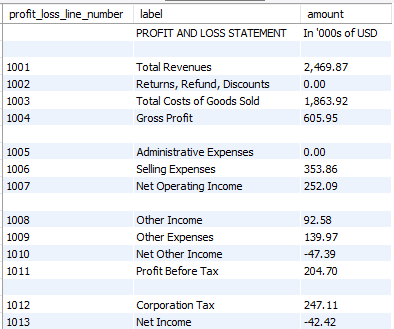 profit_loss_line_number label amount
PROFIT AND LOSS STATEMENT In '000s of USD
1001 Total Revenues 2,469.87
1002 Returns, Refund, Discounts 0.00
1003 Total Costs of Goods Sold 1,863.92
1004 Gross Profit 605.95
1005 Administrative Expenses 0.00
1006 Selling Expenses 353.86
1007 Net Operating Income 252.09
1008 Other Income 92.58
1009 Other Expenses 139.97
1010 Net Other Income -47.39
1011 Profit Before Tax 204.70
1012 Corporation Tax 247.11
1013 Net Income -42.42